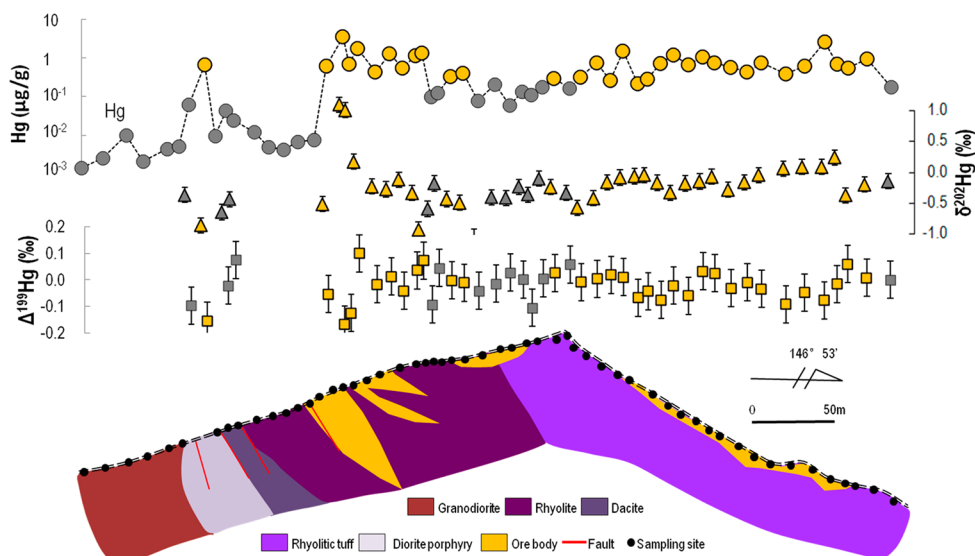 10
1
10⁻¹
10⁻²
10⁻³
Hg (µg/g)
Hg
1.0
0.5
0.0
-0.5
-1.0
δ²⁰²Hg (‰)
0.2
0.1
0.0
-0.1
-0.2
Δ¹⁹⁹Hg (‰)
146° 53'
0 50m
Granodiorite Rhyolite Dacite
Rhyolitic tuff Diorite porphyry Ore body Fault Sampling site